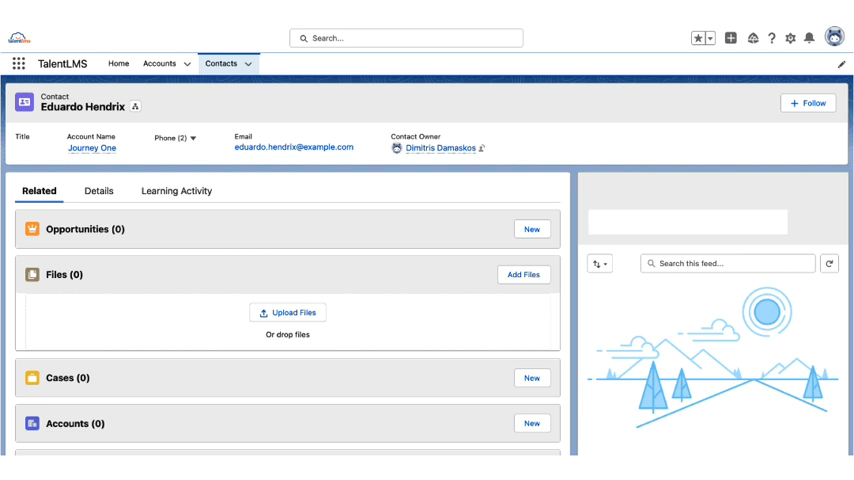 talentlms
Search...
TalentLMS Home Accounts Contacts
Contact
Eduardo Hendrix
+ Follow
Title
Account Name
Journey One
Phone (2)
Email
eduardo.hendrix@example.com
Contact Owner
Dimitris Damaskos
Related Details Learning Activity
Opportunities (0) New
Files (0) Add Files
Upload Files
Or drop files
Cases (0) New
Accounts (0) New
Search this feed...